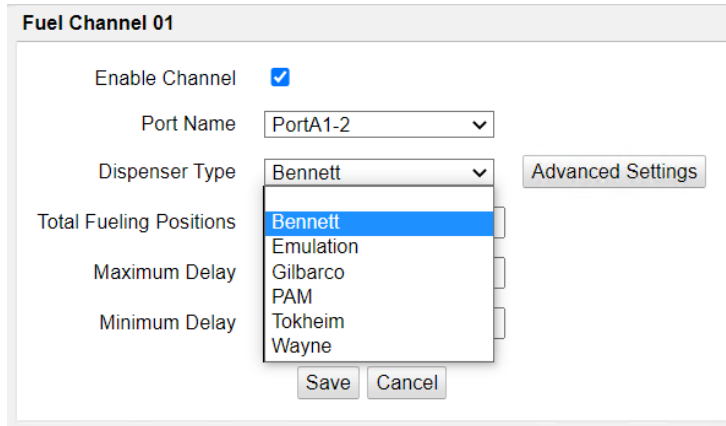 Fuel Channel 01
Enable Channel
Port Name PortA1-2
Dispenser Type Bennett Advanced Settings
Total Fueling Positions Bennett
Emulation
Maximum Delay Gilbarco
PAM
Minimum Delay Tokheim
Wayne
Save Cancel